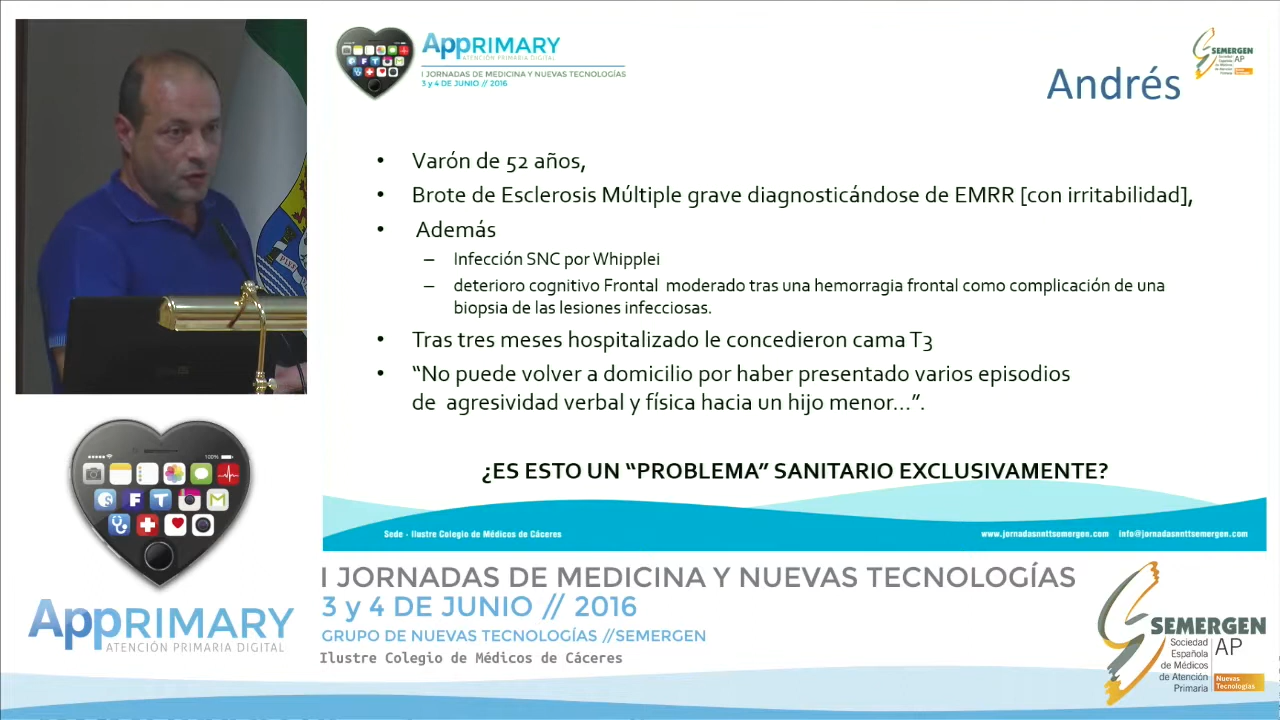 AppRIMARY
ATENCIÓN PRIMARIA DIGITAL
I JORNADAS DE MEDICINA Y NUEVAS TECNOLOGÍAS
3 y 4 DE JUNIO // 2016
SEMERGEN
AP
Andrés
• Varón de 52 años,
• Brote de Esclerosis Múltiple grave diagnosticándose de EMRR [con irritabilidad],
• Además
– Infección SNC por Whipplei
– deterioro cognitivo Frontal moderado tras una hemorragia frontal como complicación de una
biopsia de las lesiones infecciosas.
• Tras tres meses hospitalizado le concedieron cama T3
• “No puede volver a domicilio por haber presentado varios episodios
de agresividad verbal y física hacia un hijo menor...”.
¿ES ESTO UN “PROBLEMA” SANITARIO EXCLUSIVAMENTE?
Sede - Ilustre Colegio de Médicos de Cáceres
www.jornadasnnttsemergen.com info@jornadasnnttsemergen.com
100%
AppRIMARY
ATENCIÓN PRIMARIA DIGITAL
I JORNADAS DE MEDICINA Y NUEVAS TECNOLOGÍAS
3 y 4 DE JUNIO // 2016
GRUPO DE NUEVAS TECNOLOGÍAS //SEMERGEN
Ilustre Colegio de Médicos de Cáceres
SEMERGEN
AP
Sociedad
Española
de Médicos
de Atención
Primaria
Nuevas
Tecnologías